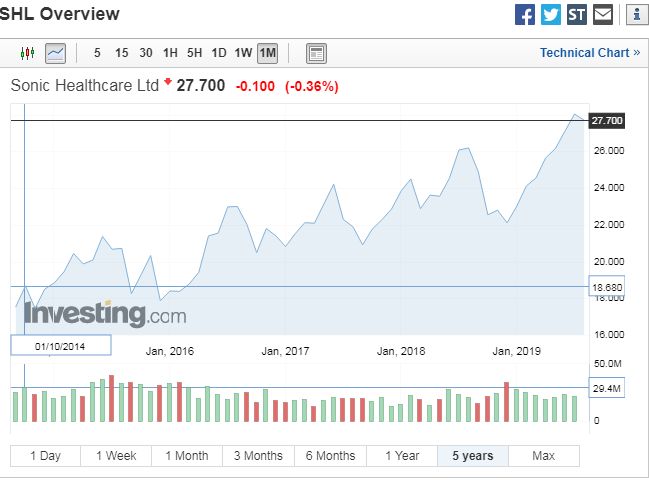 SHL Overview
ST
5 15 30 1H 5H 1D 1W 1M
Technical Chart »
Sonic Healthcare Ltd 27.700 -0.100 (-0.36%)
27.700
26.000
24.000
22.000
20.000
18.680
18.000
16.000
Investing.com
01/10/2014 Jan, 2016 Jan, 2017 Jan, 2018 Jan, 2019
50.0M
29.4M
0
1 Day 1 Week 1 Month 3 Months 6 Months 1 Year 5 years Max